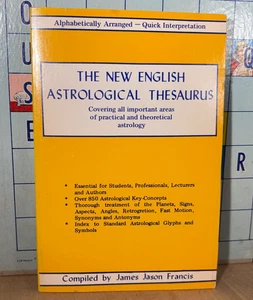 Alphabetically Arranged — Quick Interpretation
THE NEW ENGLISH
ASTROLOGICAL THESAURUS
Covering all important areas
of practical and theoretical
astrology
• Essential for Students, Professionals, Lecturers
and Authors
• Over 850 Astrological Key-Concepts
• Thorough treatment of the Planets, Signs,
Aspects, Angles, Retrogretion, Fast Motion,
Synonyms and Antonyms
• Index to Standard Astrological Glyphs and
Symbols
Compiled by James Jason Francis